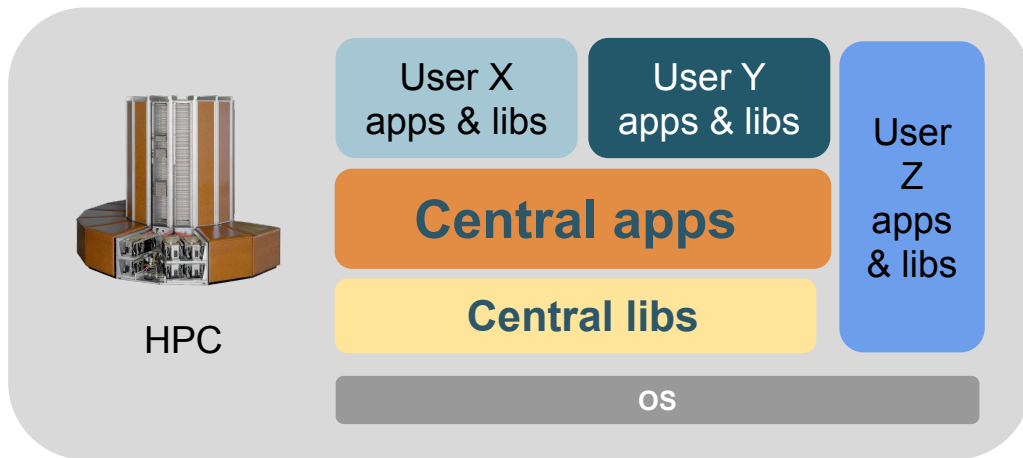 User X
apps & libs
User Y
apps & libs
User
Z
apps
& libs
Central apps
Central libs
HPC
OS